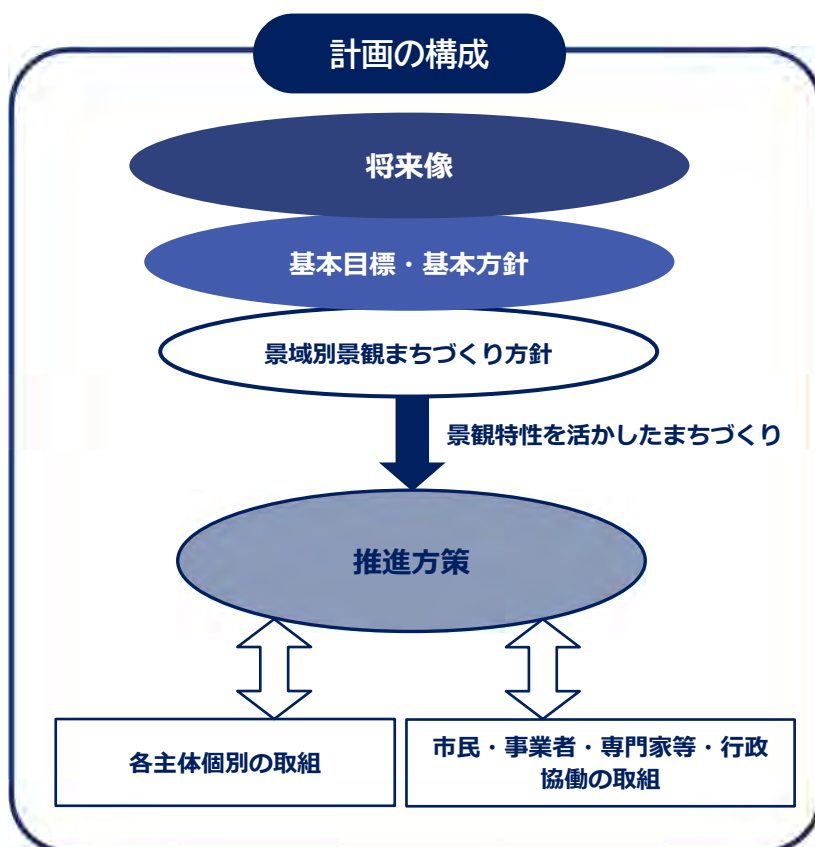 計画の構成
将来像
基本目標・基本方針
景域別景観まちづくり方針
景観特性を活かしたまちづくり
推進方策
各主体個別の取組
市民・事業者・専門家等・行政
協働の取組